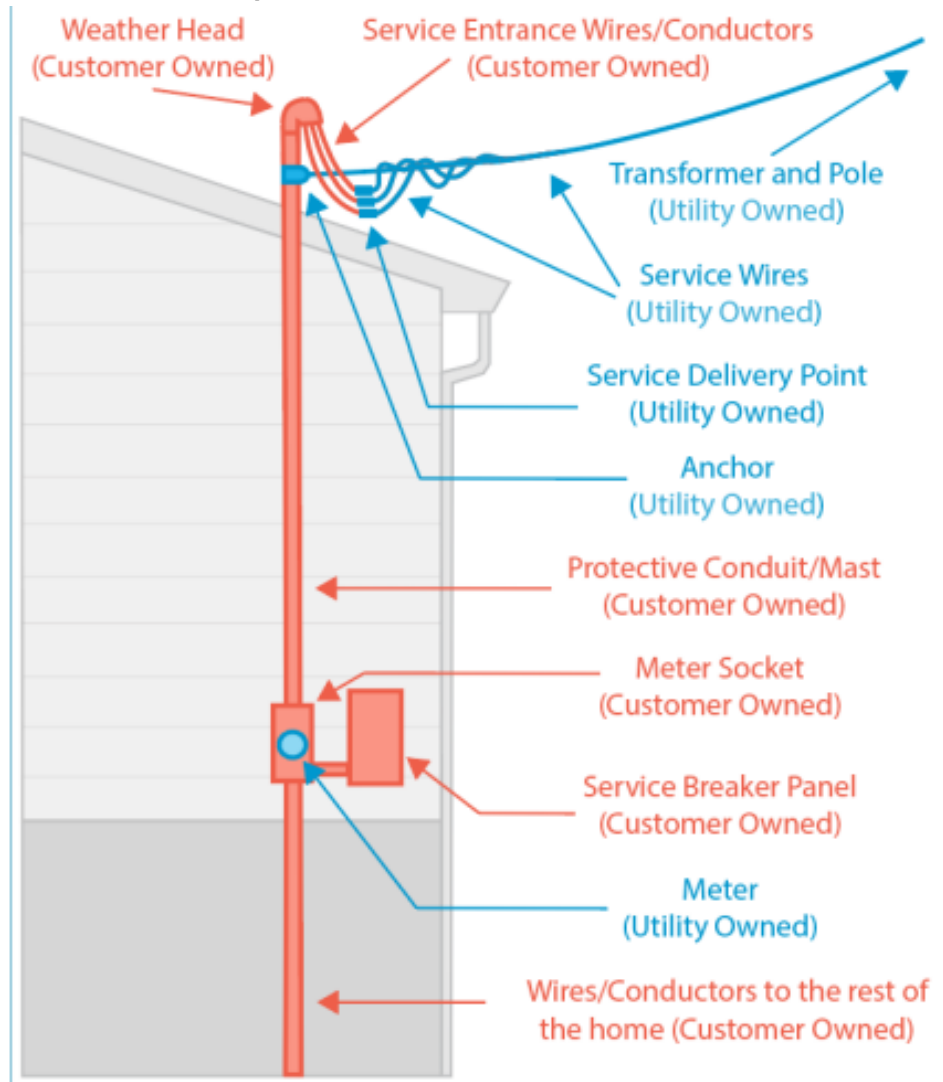 Weather Head
(Customer Owned)
Service Entrance Wires/Conductors
(Customer Owned)
Transformer and Pole
(Utility Owned)
Service Wires
(Utility Owned)
Service Delivery Point
(Utility Owned)
Anchor
(Utility Owned)
Protective Conduit/Mast
(Customer Owned)
Meter Socket
(Customer Owned)
Service Breaker Panel
(Customer Owned)
Meter
(Utility Owned)
Wires/Conductors to the rest of
the home (Customer Owned)